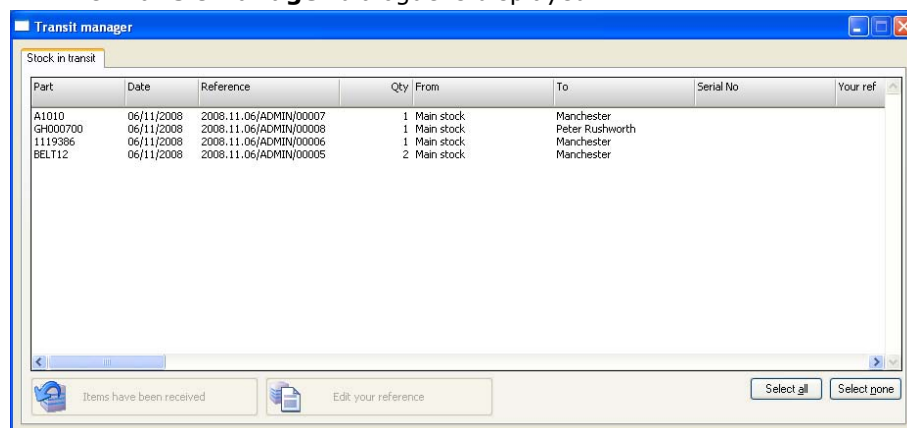 Transit manager
Stock in transit
Part Date Reference Qty From To Serial No Your ref
A1010 06/11/2008 2008.11.06/ADMIN/00007 1 Main stock Manchester
GH000700 06/11/2008 2008.11.06/ADMIN/00008 1 Main stock Peter Rushworth
1119386 06/11/2008 2008.11.06/ADMIN/00006 1 Main stock Manchester
BELT12 06/11/2008 2008.11.06/ADMIN/00005 2 Main stock Manchester
Items have been received Edit your reference Select all Select none